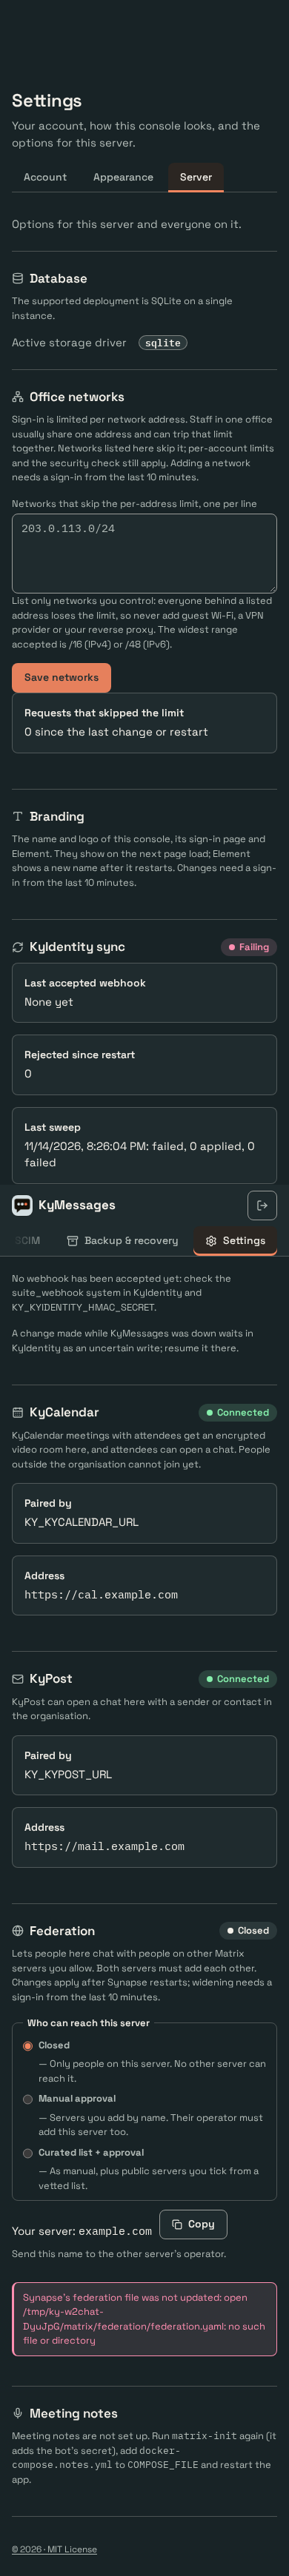 Settings
Your account, how this console looks, and the
options for this server.
Account Appearance Server
Options for this server and everyone on it.
Database
The supported deployment is SQLite on a single
instance.
Active storage driver sqlite
Office networks
Sign-in is limited per network address. Staff in one office
usually share one address and can trip that limit
together. Networks listed here skip it; per-account limits
and the security check still apply. Adding a network
needs a sign-in from the last 10 minutes.
Networks that skip the per-address limit, one per line
203.0.113.0/24
List only networks you control: everyone behind a listed
address loses the limit, so never add guest Wi-Fi, a VPN
provider or your reverse proxy. The widest range
accepted is /16 (IPv4) or /48 (IPv6).
Save networks
Requests that skipped the limit
0 since the last change or restart
Branding
The name and logo of this console, its sign-in page and
Element. They show on the next page load; Element
shows a new name after it restarts. Changes need a sign-
in from the last 10 minutes.
KyIdentity sync Failing
Last accepted webhook
None yet
Rejected since restart
0
Last sweep
11/14/2026, 8:26:04 PM: failed, 0 applied, 0
failed
KyMessages
SCIM Backup & recovery Settings
No webhook has been accepted yet: check the
suite_webhook system in KyIdentity and
KY_KYIDENTITY_HMAC_SECRET.
A change made while KyMessages was down waits in
KyIdentity as an uncertain write; resume it there.
KyCalendar Connected
KyCalendar meetings with attendees get an encrypted
video room here, and attendees can open a chat. People
outside the organisation cannot join yet.
Paired by
KY_KYCALENDAR_URL
Address
https://cal.example.com
KyPost Connected
KyPost can open a chat here with a sender or contact in
the organisation.
Paired by
KY_KYPOST_URL
Address
https://mail.example.com
Federation Closed
Lets people here chat with people on other Matrix
servers you allow. Both servers must add each other.
Changes apply after Synapse restarts; widening needs a
sign-in from the last 10 minutes.
Who can reach this server
Closed
— Only people on this server. No other server can
reach it.
Manual approval
— Servers you add by name. Their operator must
add this server too.
Curated list + approval
— As manual, plus public servers you tick from a
vetted list.
Your server: example.com Copy
Send this name to the other server's operator.
Synapse's federation file was not updated: open
/tmp/ky-w2chat-
DyuJpG/matrix/federation/federation.yaml: no such
file or directory
Meeting notes
Meeting notes are not set up. Run matrix-init again (it
adds the bot's secret), add docker-
compose.notes.yml to COMPOSE_FILE and restart the
app.
© 2026 · MIT License